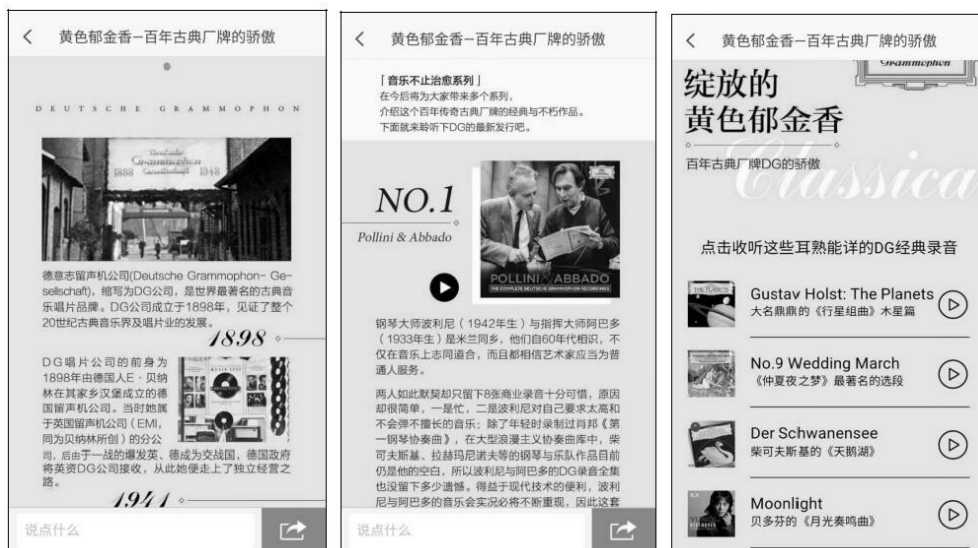 黄色郁金香—百年古典厂牌的骄傲
DEUTSCHE GRAMMOPHON
Deutsche
Grammophon
1898 Gesellschaft 1948
德意志留声机公司(Deutsche Grammophon- Ge-
sellschaft)，缩写为DG公司，是世界最著名的古典音
乐唱片品牌。DG公司成立于1898年，见证了整个
20世纪古典音乐界及唱片业的发展。
1898
DG唱片公司的前身为
1898年由德国人E·贝纳
林在其家乡汉堡成立的德
国留声机公司。当时她属
于英国留声机公司（EMI，
同为贝纳林所创）的分公
司，后由于一战的爆发英、德成为交战国，德国政府
将英资DG公司接收，从此她便走上了独立经营之
路。
1941
说点什么
黄色郁金香—百年古典厂牌的骄傲
「音乐不止治愈系列」
在今后将为大家带来多个系列，
介绍这个百年传奇古典厂牌的经典与不朽作品。
下面就来聆听下DG的最新发行吧。
NO.1
Pollini & Abbado
POLLINI & ABBADO
THE COMPLETE DEUTSCHE GRAMMOPHON RECORDINGS
钢琴大师波利尼（1942年生）与指挥大师阿巴多
（1933年生）是米兰同乡，他们自60年代相识，不
仅在音乐上志同道合，而且都相信艺术家应当为普
通人服务。
两人如此默契却只留下8张商业录音十分可惜，原因
却很简单，一是忙，二是波利尼对自己要求太高和
不会弹不擅长的音乐；除了年轻时录制过肖邦《第
一钢琴协奏曲》，在大型浪漫主义协奏曲库中，柴
可夫斯基、拉赫玛尼诺夫等的钢琴与乐队作品目前
仍是他的空白，所以波利尼与阿巴多的DG录音全集
也没留下多少遗憾。得益于现代技术的便利，波利
尼与阿巴多的音乐会实况必将不断重现，因此这套
说点什么
黄色郁金香—百年古典厂牌的骄傲
Grammophon
绽放的
黄色郁金香
百年古典厂牌DG的骄傲
Classica
点击收听这些耳熟能详的DG经典录音
THE PLANETS
Gustav Holst: The Planets
大名鼎鼎的《行星组曲》木星篇
No.9 Wedding March
《仲夏夜之梦》最著名的选段
Der Schwanensee
柴可夫斯基的《天鹅湖》
Moonlight
贝多芬的《月光奏鸣曲》